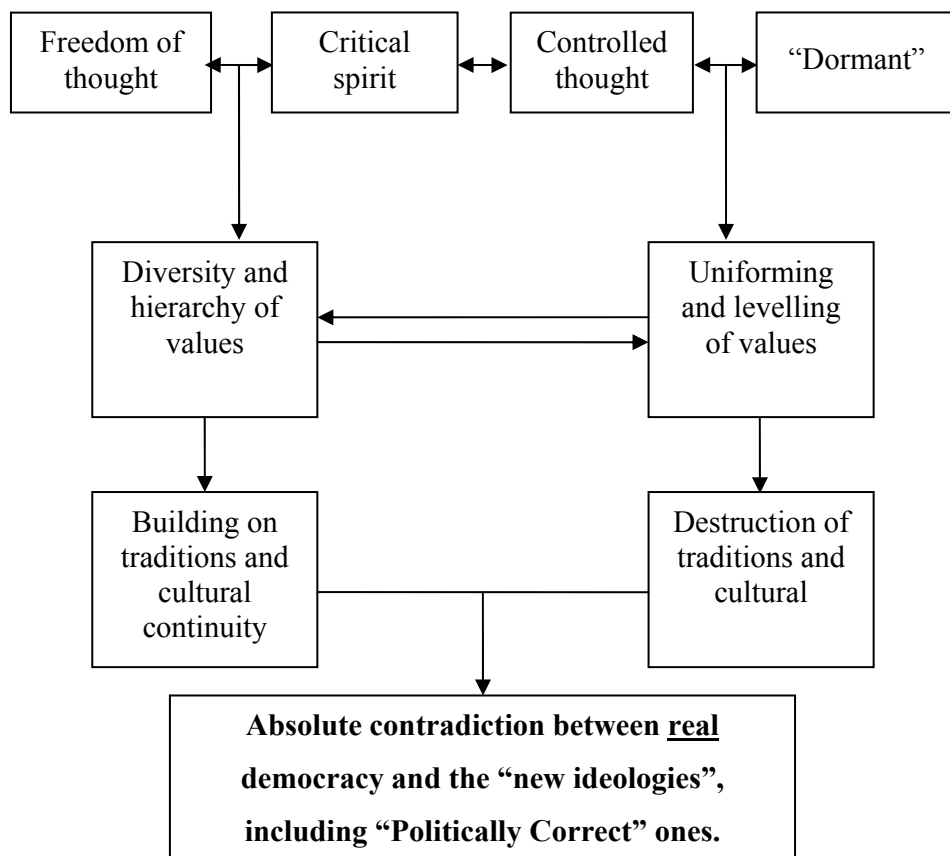 Freedom of
thought
Critical
spirit
Controlled
thought
“Dormant”
Diversity and
hierarchy of
values
Uniforming
and levelling
of values
Building on
traditions and
cultural
continuity
Destruction of
traditions and
cultural
Absolute contradiction between real
democracy and the “new ideologies”,
including “Politically Correct” ones.